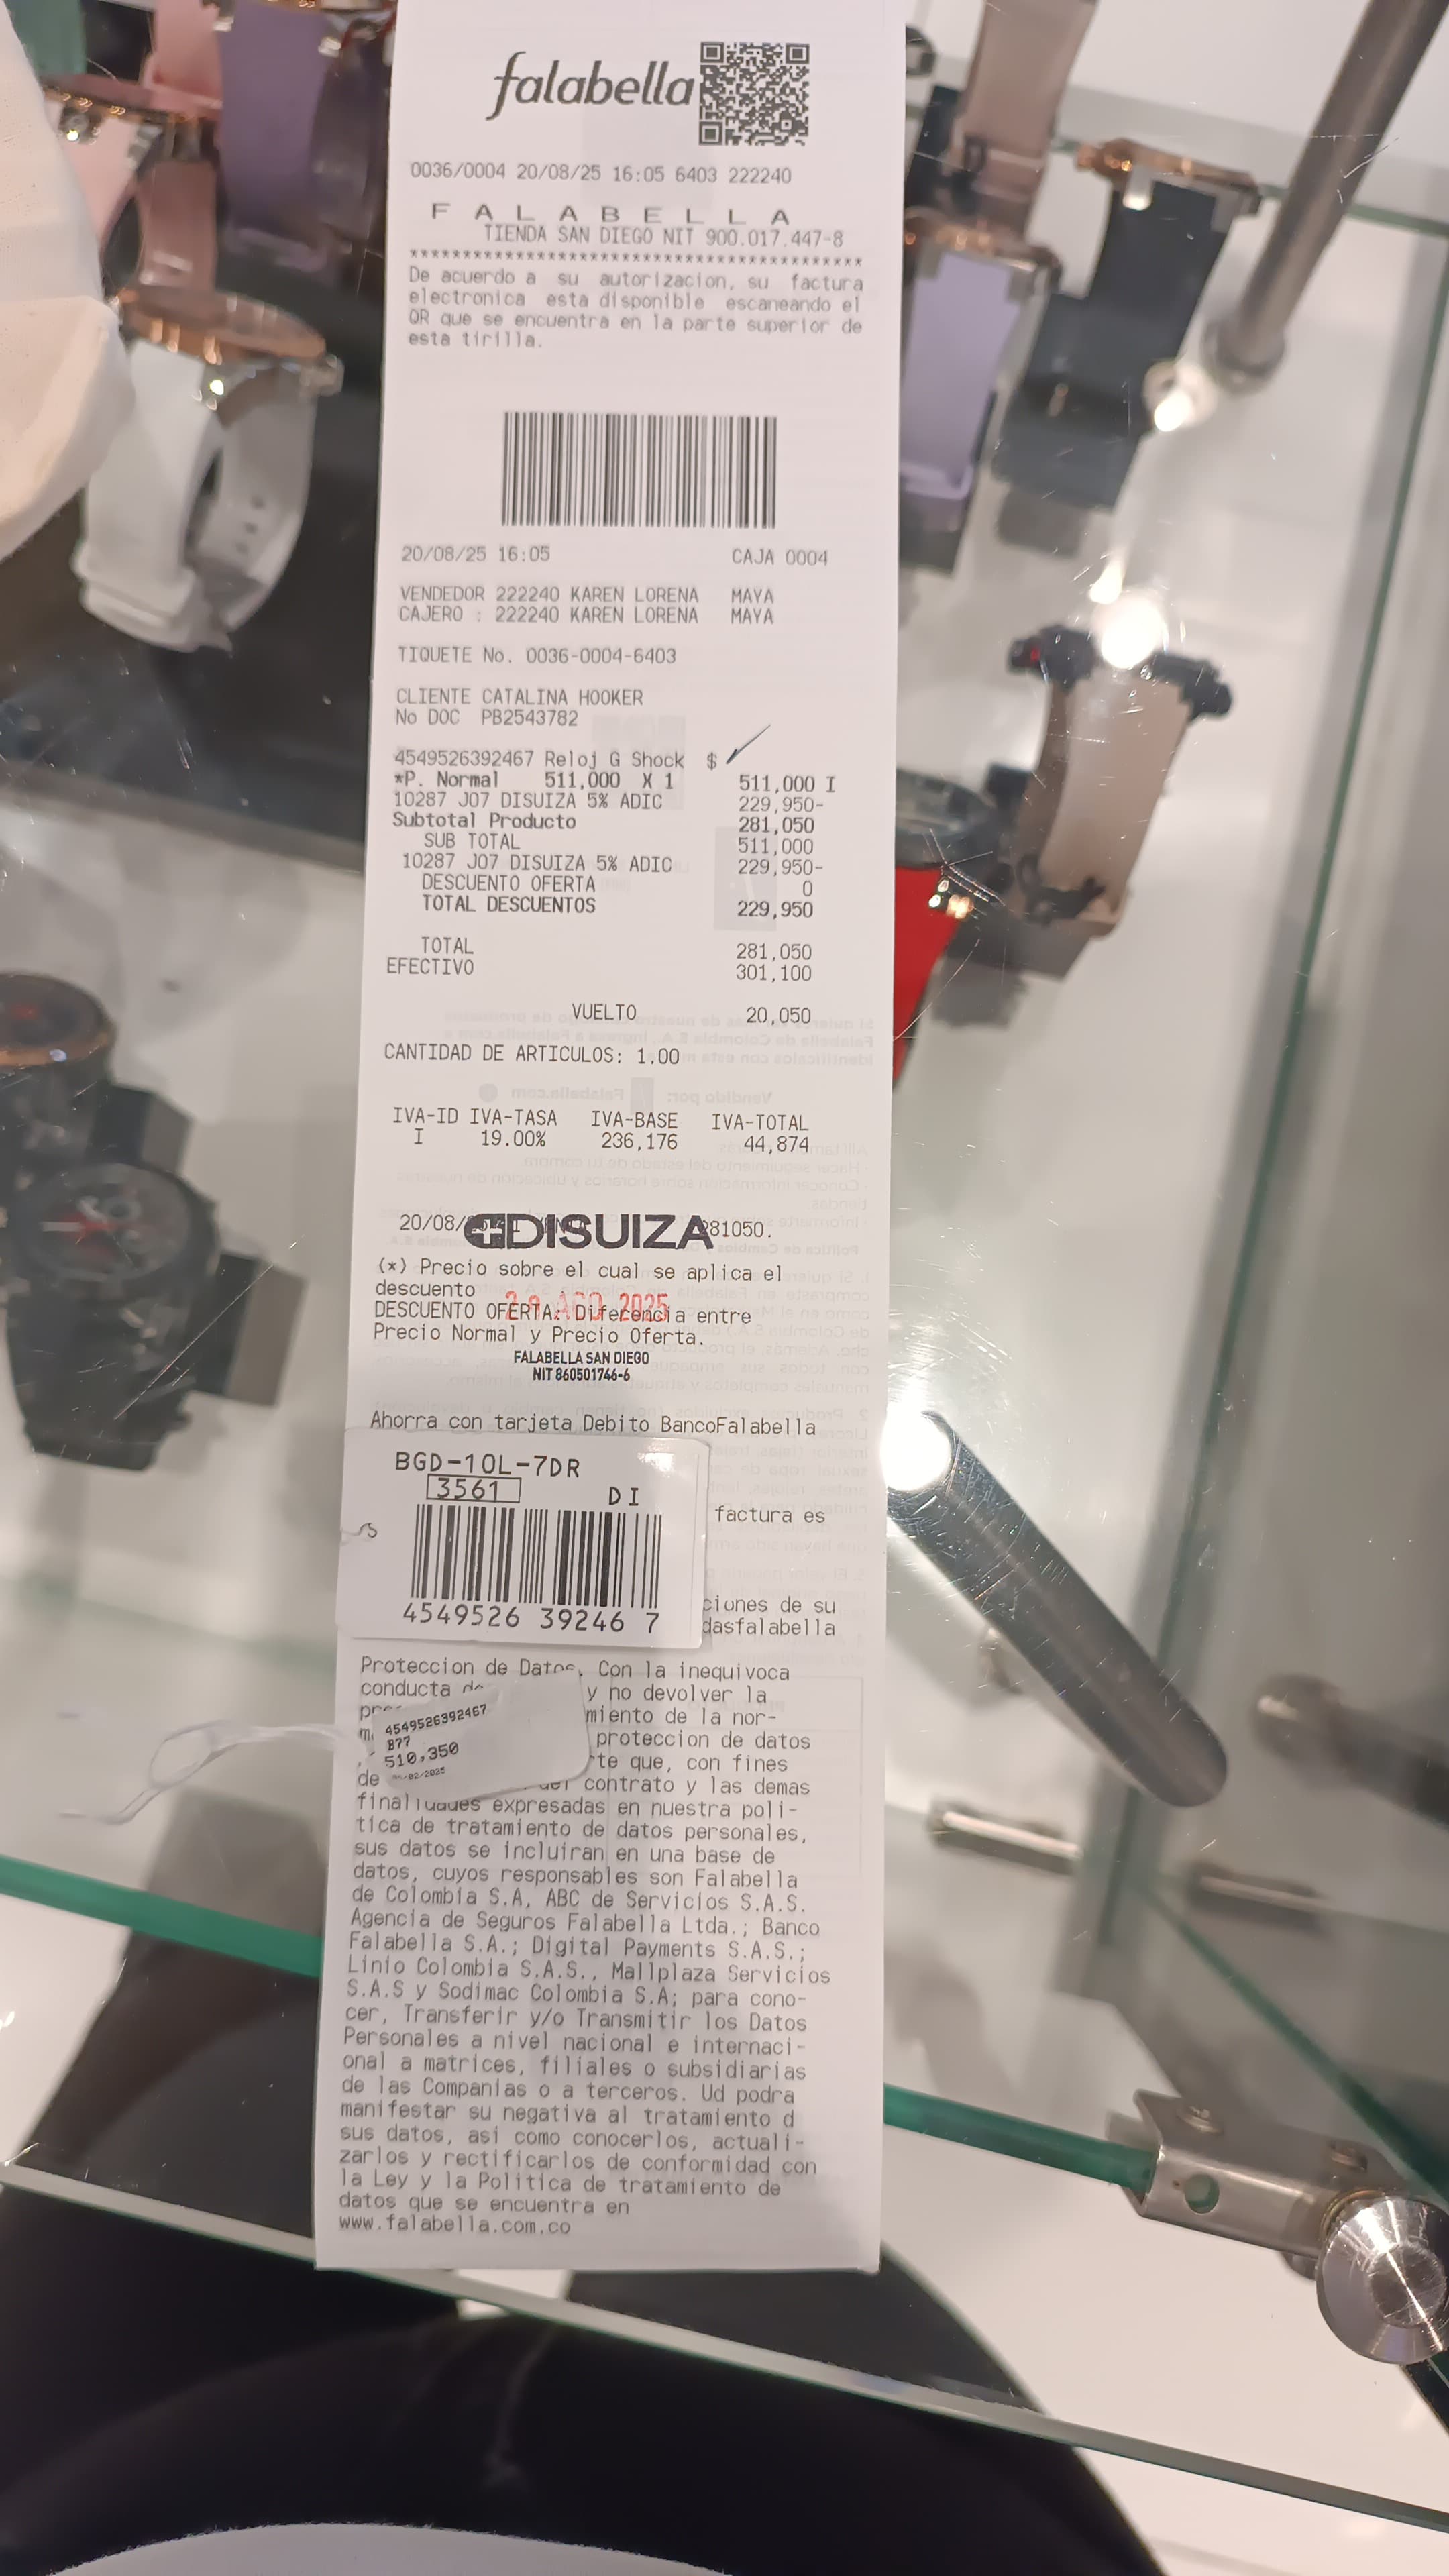 falabella
0036/0004 20/08/25 16:05 6403 222240
F A L A B E L L A
TIENDA SAN DIEGO NIT 900.017.447-8
******************************************
De acuerdo a su autorizacion, su factura
electronica esta disponible escaneando el
QR que se encuentra en la parte superior de
esta tirilla.
20/08/25 16:05 CAJA 0004
VENDEDOR 222240 KAREN LORENA MAYA
CAJERO : 222240 KAREN LORENA MAYA
TIQUETE No. 0036-0004-6403
CLIENTE CATALINA HOOKER
No DOC PB2543782
4549526392467 Reloj G Shock $
*P. Normal 511,000 X 1 511,000 I
10287 J07 DISUIZA 5% ADIC 229,950-
Subtotal Producto 281,050
SUB TOTAL 511,000
10287 J07 DISUIZA 5% ADIC 229,950-
DESCUENTO OFERTA 0
TOTAL DESCUENTOS 229,950
TOTAL 281,050
EFECTIVO 301,100
VUELTO 20,050
CANTIDAD DE ARTICULOS: 1.00
IVA-ID IVA-TASA IVA-BASE IVA-TOTAL
I 19.00% 236,176 44,874
20/08/ DISUIZA 81050.
(*) Precio sobre el cual se aplica el
descuento
AGO 2025
DESCUENTO OFERTA: Diferencia entre
Precio Normal y Precio Oferta.
FALABELLA SAN DIEGO
NIT 860501746-6
Ahorra con tarjeta Debito BancoFalabella
BGD-10L-7DR
3561 DI
factura es
4549526 39246 7
ciones de su
dasfalabella
Proteccion de Datos. Con la inequivoca
conducta de y no devolver la
miento de la nor-
4549526392467
B77
510,350
proteccion de datos
te que, con fines
de contrato y las demas
finalidades expresadas en nuestra poli-
tica de tratamiento de datos personales,
sus datos se incluiran en una base de
datos, cuyos responsables son Falabella
de Colombia S.A, ABC de Servicios S.A.S.
Agencia de Seguros Falabella Ltda.; Banco
Falabella S.A.; Digital Payments S.A.S.;
Linio Colombia S.A.S., Mallplaza Servicios
S.A.S y Sodimac Colombia S.A; para cono-
cer, Transferir y/o Transmitir los Datos
Personales a nivel nacional e internaci-
onal a matrices, filiales o subsidiarias
de las Companias o a terceros. Ud podra
manifestar su negativa al tratamiento d
sus datos, asi como conocerlos, actuali-
zarlos y rectificarlos de conformidad con
la Ley y la Politica de tratamiento de
datos que se encuentra en
www.falabella.com.co